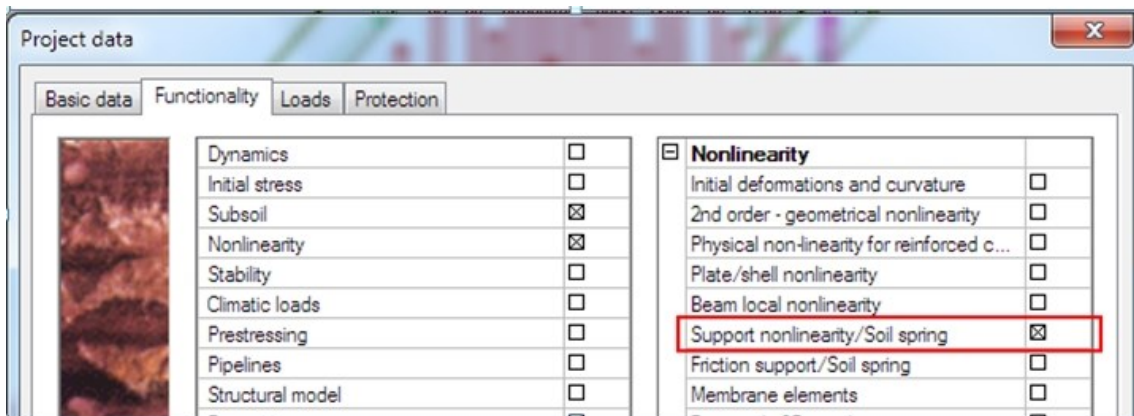 Project data
Basic data Functionality Loads Protection
Dynamics
Initial stress
Subsoil
Nonlinearity
Stability
Climatic loads
Prestressing
Pipelines
Structural model
Nonlinearity
Initial deformations and curvature
2nd order - geometrical nonlinearity
Physical non-linearity for reinforced c...
Plate/shell nonlinearity
Beam local nonlinearity
Support nonlinearity/Soil spring
Friction support/Soil spring
Membrane elements